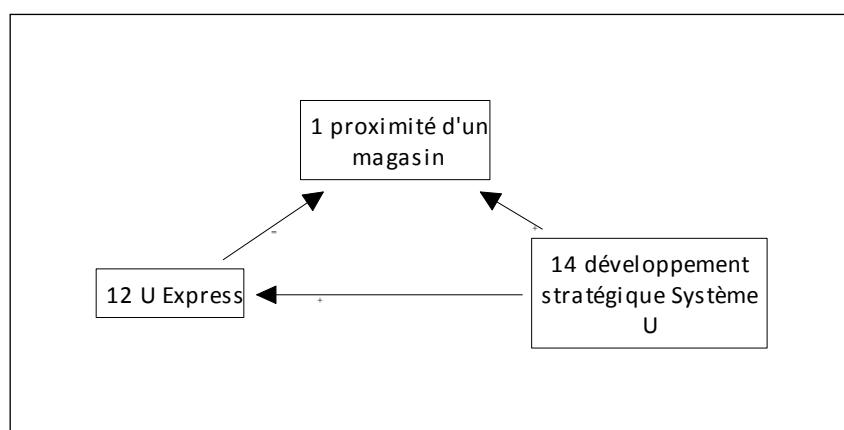 1 proximité d'un
magasin
=
+
12 U Express
+
14 développement
stratégique Système
U